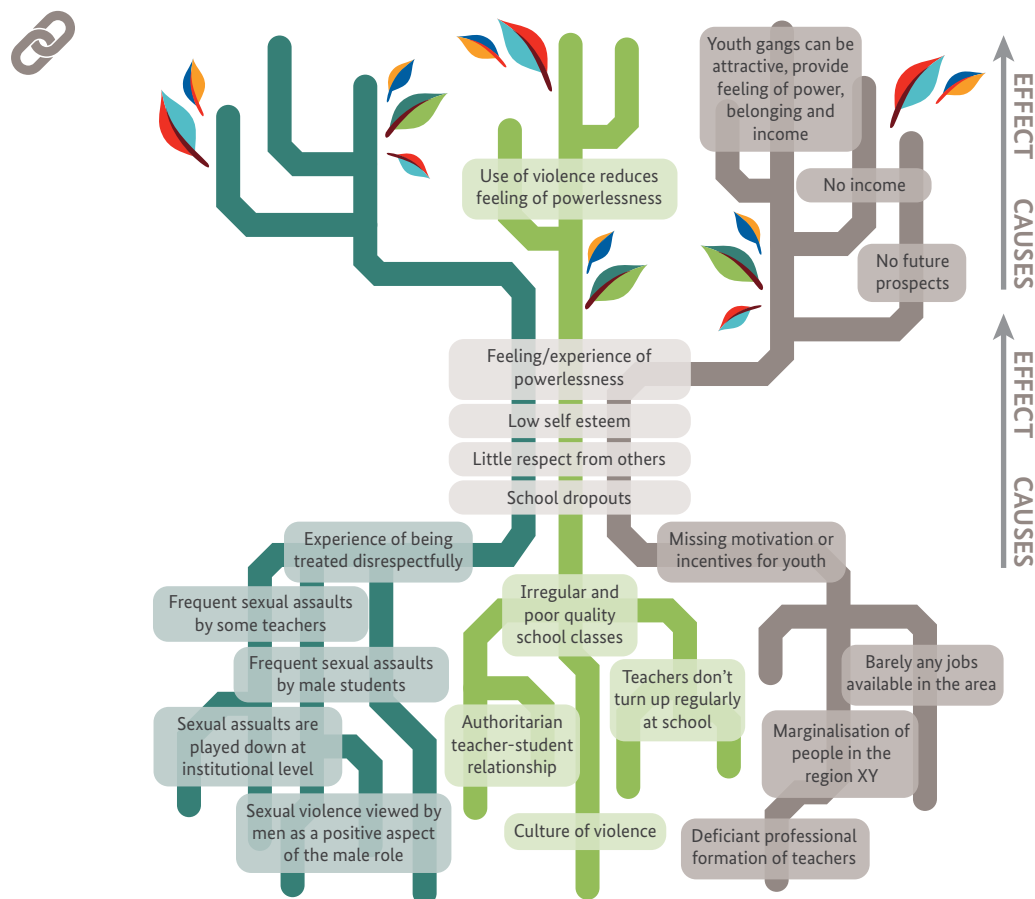 Youth gangs can be
attractive, provide
feeling of power,
belonging and
income
Use of violence reduces
feeling of powerlessness
No income
No future
prospects
EFFECT
CAUSES
Feeling/experience of
powerlessness
Low self esteem
Little respect from others
School dropouts
EFFECT
CAUSES
Experience of being
treated disrespectfully
Missing motivation or
incentives for youth
Frequent sexual assaults
by some teachers
Irregular and
poor quality
school classes
Frequent sexual assaults
by male students
Teachers don't
turn up regularly
at school
Barely any jobs
available in the area
Sexual assualts are
played down at
institutional level
Authoritarian
teacher-student
relationship
Marginalisation of
people in the
region XY
Sexual violence viewed by
men as a positive aspect
of the male role
Culture of violence
Deficiant professional
formation of teachers